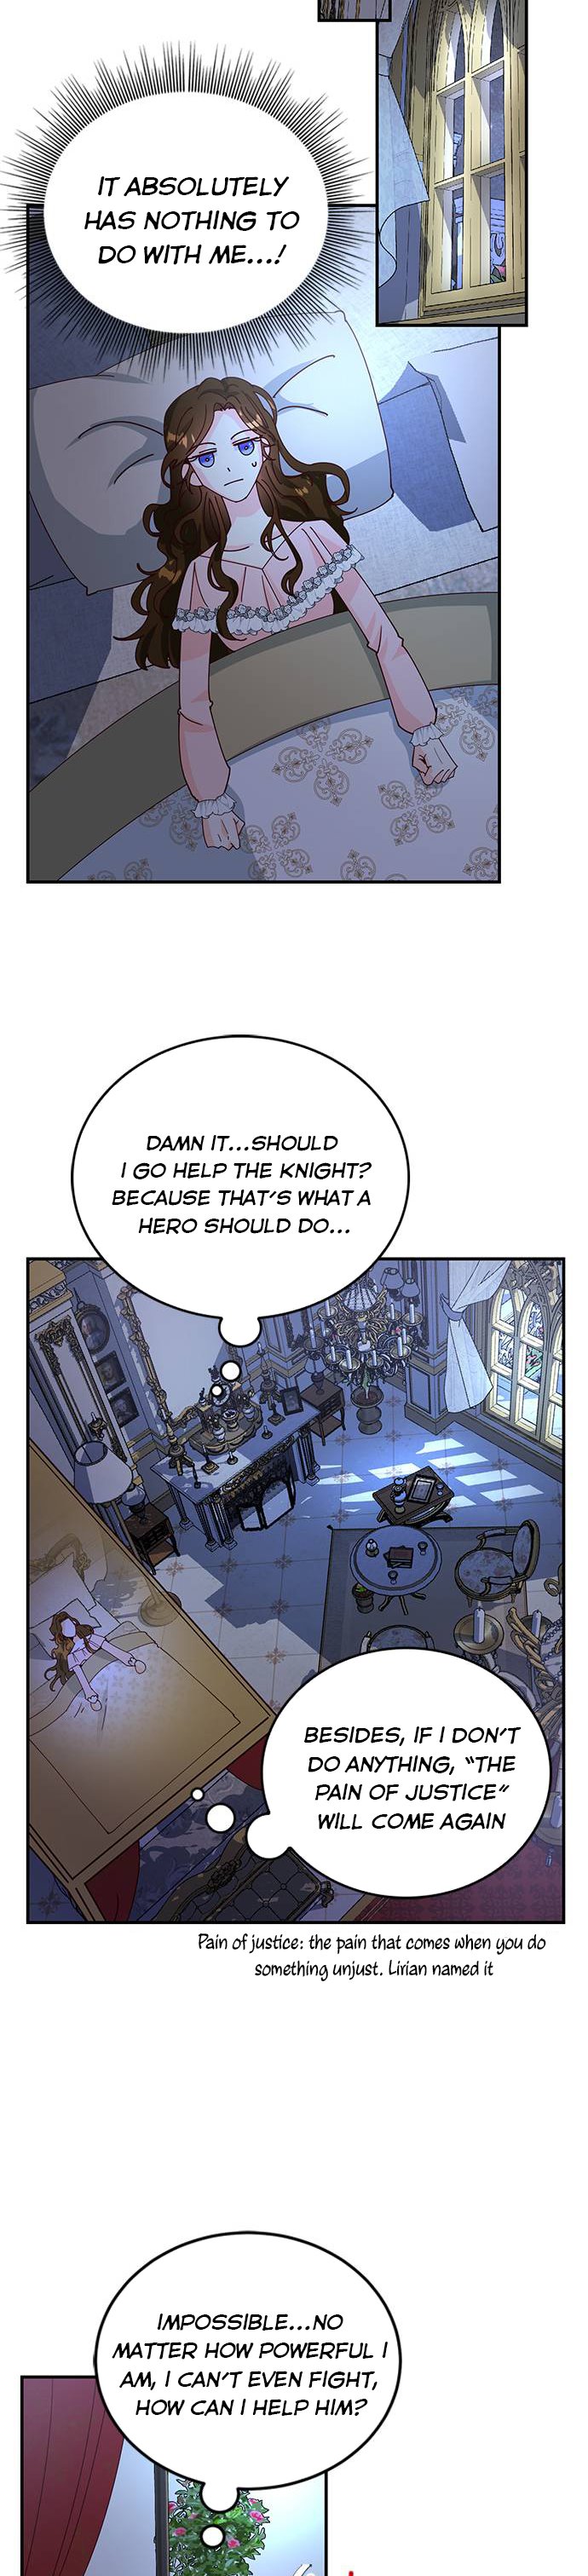 IT ABSOLUTELY
HAS NOTHING TO
DO WITH ME...!
DAMN IT...SHOULD
I GO HELP THE KNIGHT?
BECAUSE THAT'S WHAT A
HERO SHOULD DO...
BESIDES, IF I DON'T
DO ANYTHING, "THE
PAIN OF JUSTICE"
WILL COME AGAIN
Pain of justice: the pain that comes when you do
something unjust. Lirian named it
IMPOSSIBLE...NO
MATTER HOW POWERFUL I
AM, I CAN'T EVEN FIGHT,
HOW CAN I HELP HIM?